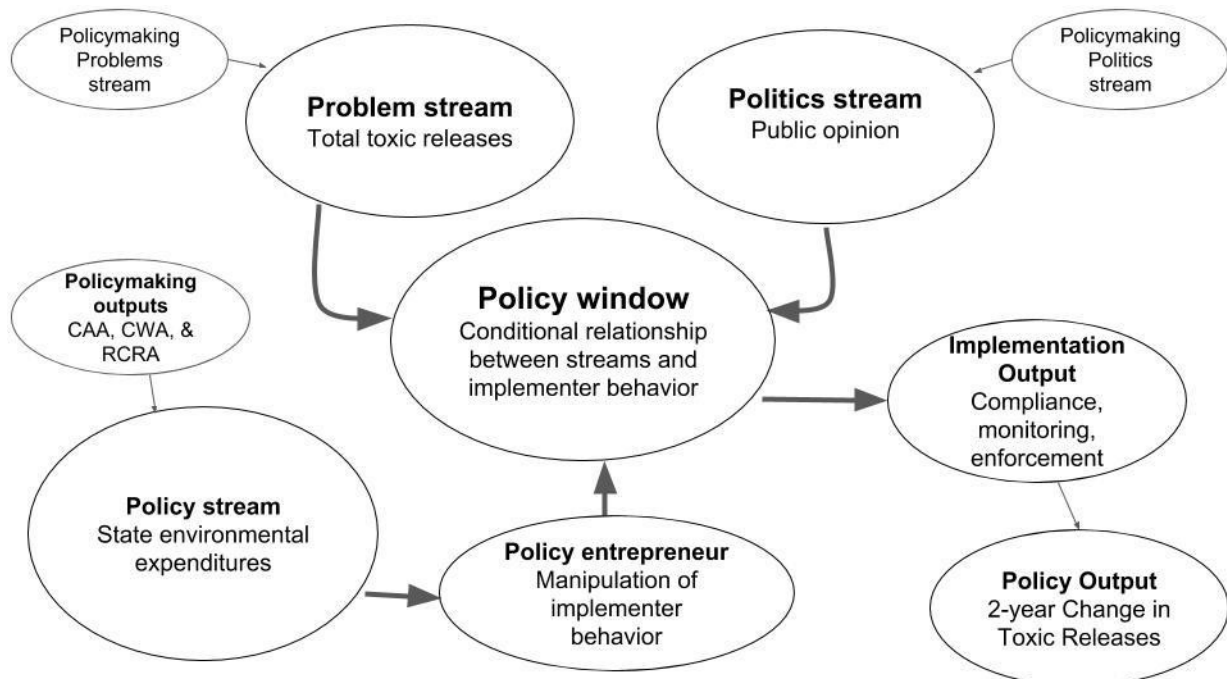 Policymaking
Problems
stream
Problem stream
Total toxic releases
Politics stream
Public opinion
Policymaking
Politics
stream
Policymaking
outputs
CAA, CWA, &
RCRA
Policy window
Conditional relationship
between streams and
implementer behavior
Implementation
Output
Compliance,
monitoring,
enforcement
Policy stream
State environmental
expenditures
Policy entrepreneur
Manipulation of
implementer
behavior
Policy Output
2-year Change in
Toxic Releases